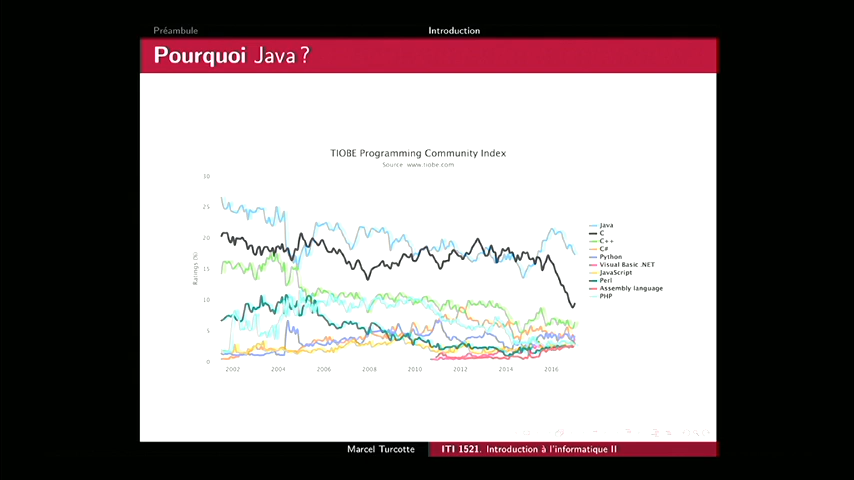 Préambule
Introduction
Pourquoi Java ?
TIOBE Programming Community Index
Source: www.tiobe.com
Ratings (%)
30
25
20
15
10
5
0
2002 2004 2006 2008 2010 2012 2014 2016
Java
C
C++
C#
Python
Visual Basic .NET
JavaScript
Perl
Assembly language
PHP
Marcel Turcotte
ITI 1521. Introduction à l'informatique II